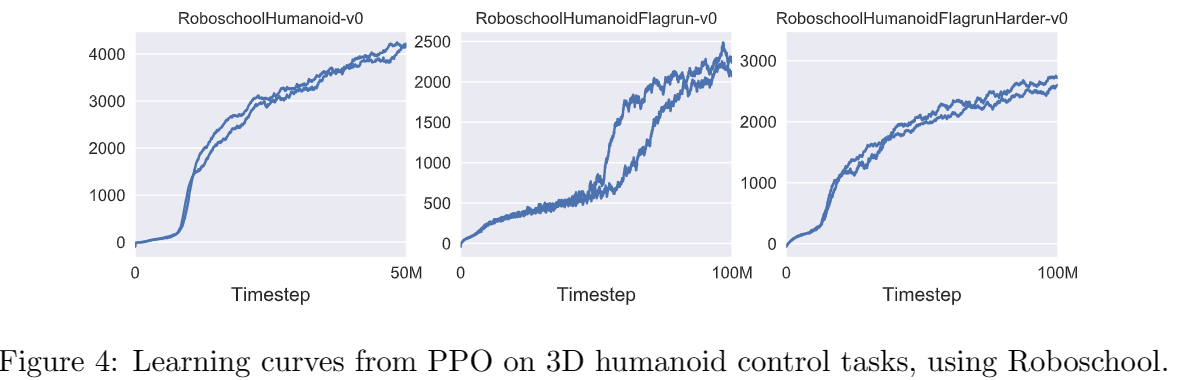 RoboschoolHumanoid-v0
4000
3000
2000
1000
0
0
50M
Timestep
RoboschoolHumanoidFlagrun-v0
2500
2000
1500
1000
500
0
0
100M
Timestep
RoboschoolHumanoidFlagrunHarder-v0
3000
2000
1000
0
0
100M
Timestep
Figure 4: Learning curves from PPO on 3D humanoid control tasks, using Roboschool.